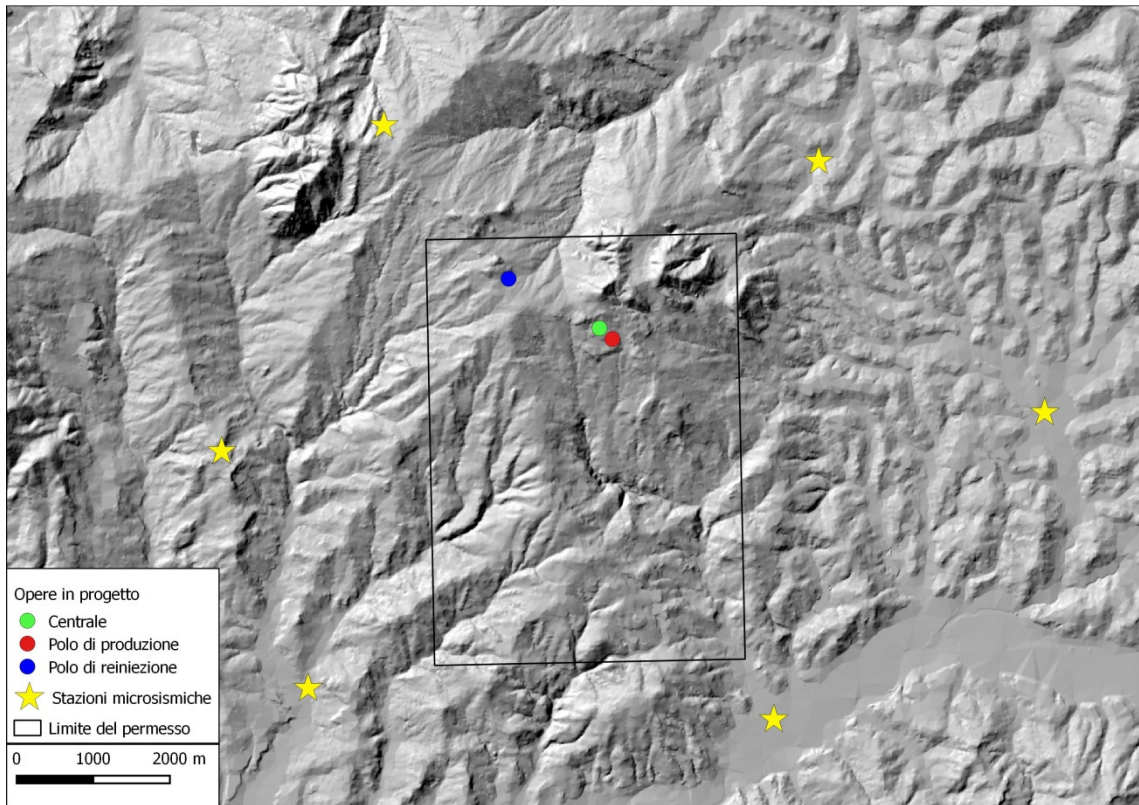 Opere in progetto
Centrale
Polo di produzione
Polo di reiniezione
Stazioni microsismiche
Limite del permesso
0 1000 2000 m